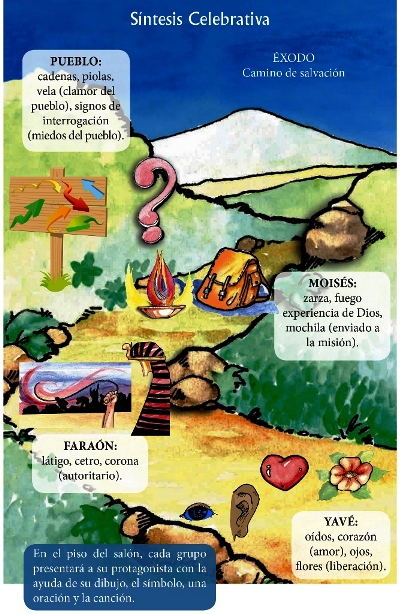 Síntesis Celebrativa
ÉXODO
Camino de salvación
PUEBLO:
cadenas, piolas,
vela (clamor del
pueblo), signos de
interrogación
(miedos del pueblo).
MOISÉS:
zarza, fuego
experiencia de Dios,
mochila (enviado a
la misión).
FARAÓN:
látigo, cetro, corona
(autoritario).
YAVÉ:
oídos, corazón
(amor), ojos,
flores (liberación).
En el piso del salón, cada grupo
presentará a su protagonista con la
ayuda de su dibujo, el símbolo, una
oración y la canción.